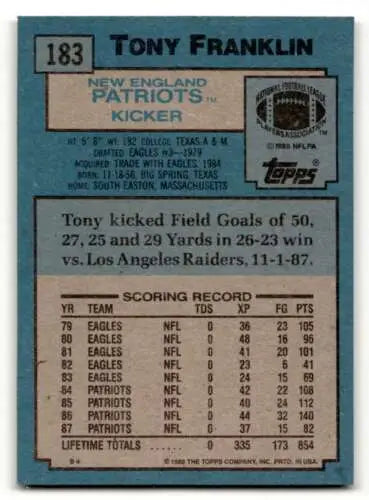 183
TONY FRANKLIN
NEW ENGLAND
PATRIOTS™
KICKER
NATIONAL FOOTBALL LEAGUE
PLAYERS ASSOCIATION
© 1988 NFLPA
topps®
HT: 5' 8" WT: 182 COLLEGE: TEXAS A & M
DRAFTED: EAGLES #3-1979
ACQUIRED: TRADE WITH EAGLES, 1984
BORN: 11-18-56, BIG SPRING, TEXAS
HOME: SOUTH EASTON, MASSACHUSETTS
Tony kicked Field Goals of 50,
27, 25 and 29 Yards in 26-23 win
vs. Los Angeles Raiders, 11-1-87.
SCORING RECORD
YR TEAM TDS XP FG PTS
79 EAGLES NFL 0 36 23 105
80 EAGLES NFL 0 48 16 96
81 EAGLES NFL 0 41 20 101
82 EAGLES NFL 0 23 6 41
83 EAGLES NFL 0 24 15 69
84 PATRIOTS NFL 0 42 22 108
85 PATRIOTS NFL 0 40 24 112
86 PATRIOTS NFL 0 44 32 140
87 PATRIOTS NFL 0 37 15 82
LIFETIME TOTALS 0 335 173 854
B* © 1988 THE TOPPS COMPANY, INC. PRTD. IN USA.